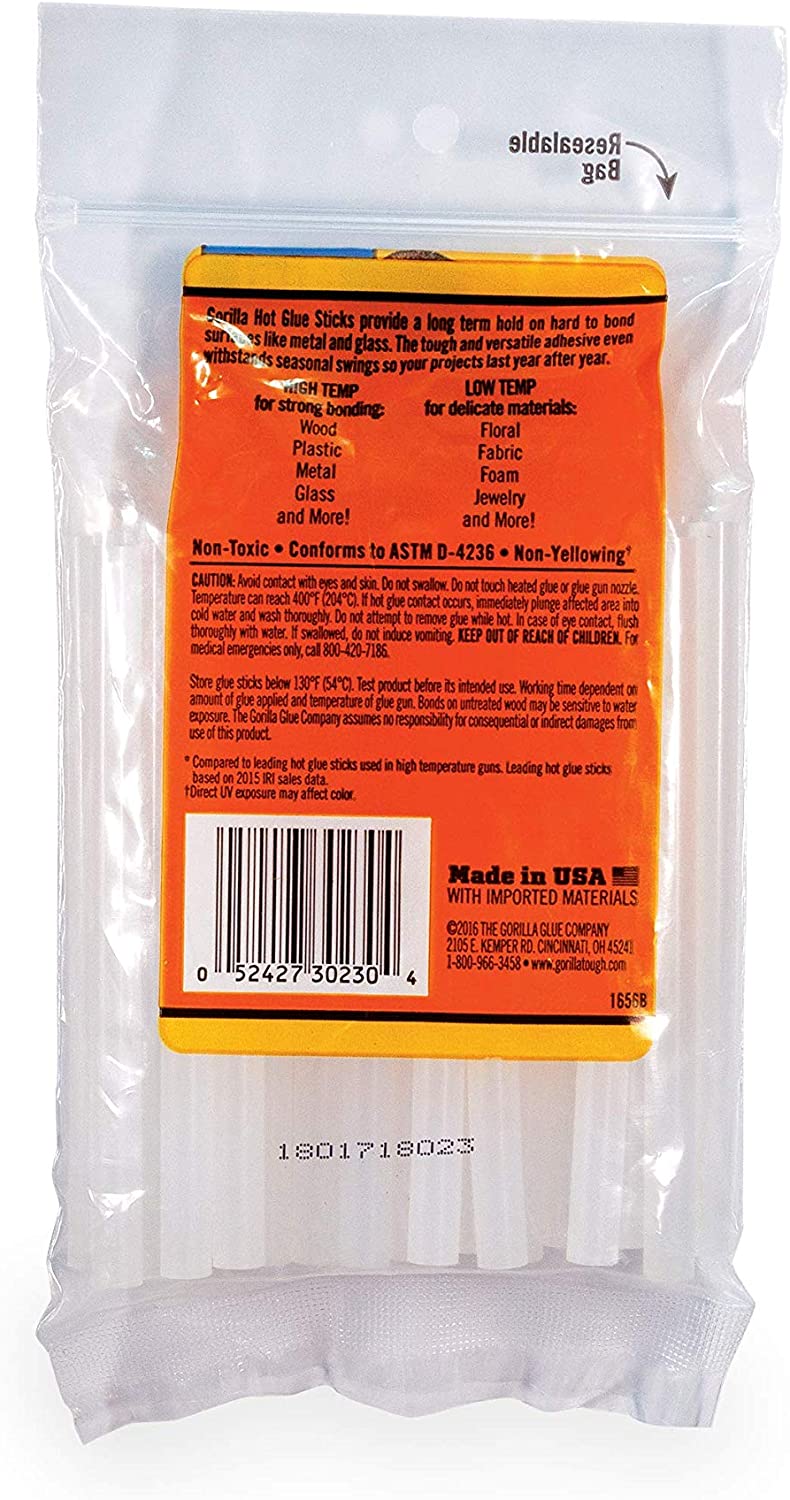 Resealable
Bag
Gorilla Hot Glue Sticks provide a long term hold on hard to bond
surfaces like metal and glass. The tough and versatile adhesive even
withstands seasonal swings so your projects last year after year.
HIGH TEMP
for strong bonding:
Wood
Plastic
Metal
Glass
and More!
LOW TEMP
for delicate materials:
Floral
Fabric
Foam
Jewelry
and More!
Non-Toxic • Conforms to ASTM D-4236 • Non-Yellowing†
CAUTION: Avoid contact with eyes and skin. Do not swallow. Do not touch heated glue or glue gun nozzle.
Temperature can reach 400°F (204°C). If hot glue contact occurs, immediately plunge affected area into
cold water and wash thoroughly. Do not attempt to remove glue while hot. In case of eye contact, flush
thoroughly with water. If swallowed, do not induce vomiting. KEEP OUT OF REACH OF CHILDREN. For
medical emergencies only, call 800-420-7186.
Store glue sticks below 130°F (54°C). Test product before its intended use. Working time dependent on
amount of glue applied and temperature of glue gun. Bonds on untreated wood may be sensitive to water
exposure. The Gorilla Glue Company assumes no responsibility for consequential or indirect damages from
use of this product.
* Compared to leading hot glue sticks used in high temperature guns. Leading hot glue sticks
based on 2015 IRI sales data.
†Direct UV exposure may affect color.
0 52427 30230 4
Made in USA
WITH IMPORTED MATERIALS
©2016 THE GORILLA GLUE COMPANY
2105 E. KEMPER RD. CINCINNATI, OH 45241
1-800-966-3458 • www.gorillatough.com
1656B
1801718023